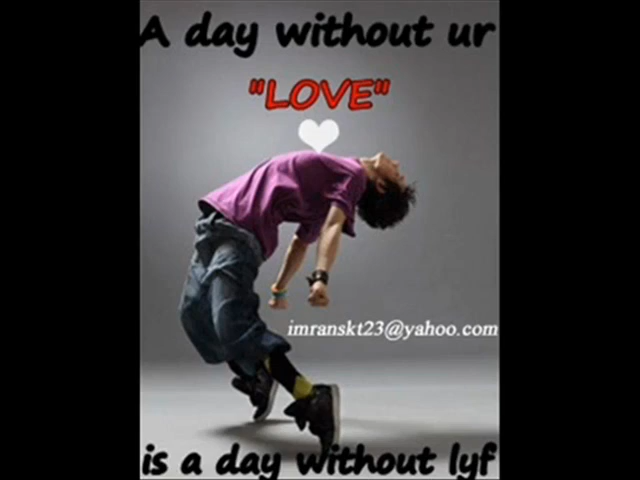 A day without ur
"LOVE"
imranskt23@yahoo.com
is a day without lyf